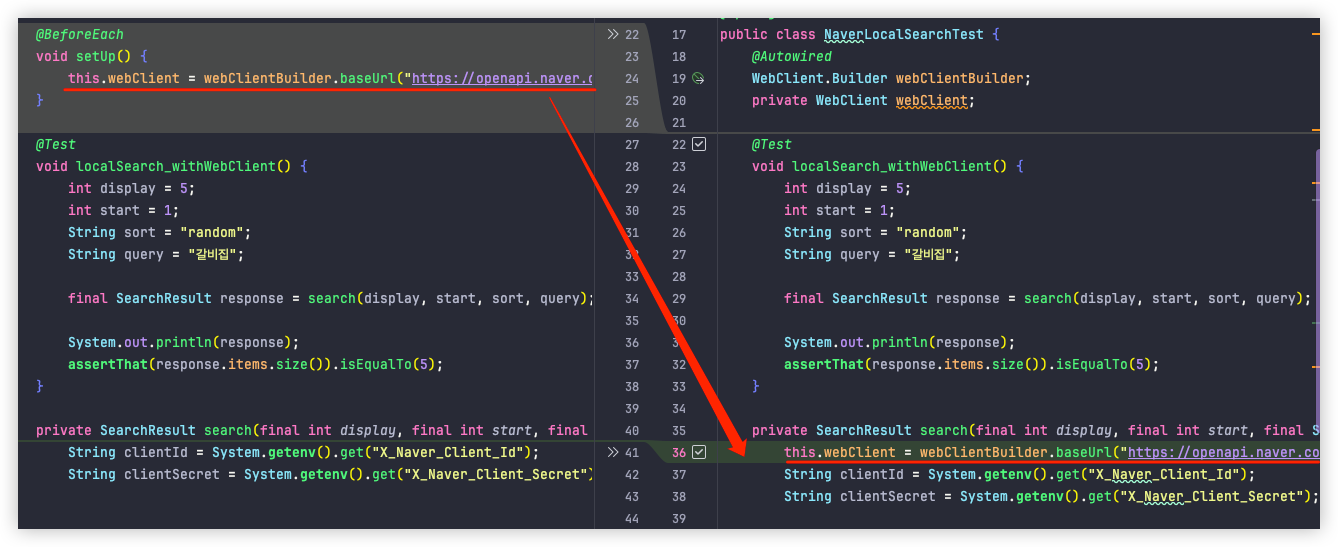 @BeforeEach
void setUp() {
this.webClient = webClientBuilder.baseUrl("https://openapi.naver.c
}
@Test
void localSearch_withWebClient() {
int display = 5;
int start = 1;
String sort = "random";
String query = "갈비집";
final SearchResult response = search(display, start, sort, query);
System.out.println(response);
assertThat(response.items.size()).isEqualTo(5);
}
private SearchResult search(final int display, final int start, final
String clientId = System.getenv().get("X_Naver_Client_Id");
String clientSecret = System.getenv().get("X_Naver_Client_Secret")
22
23
24
25
26
27
28
29
30
31
32
33
34
35
36
37
38
39
40
41
42
43
44
17
18
19
20
21
22
23
24
25
26
27
28
29
30
32
33
34
35
36
37
38
39
public class NaverLocalSearchTest {
@Autowired
WebClient.Builder webClientBuilder;
private WebClient webClient;
@Test
void localSearch_withWebClient() {
int display = 5;
int start = 1;
String sort = "random";
String query = "갈비집";
final SearchResult response = search(display, start, sort, query);
System.out.println(response);
assertThat(response.items.size()).isEqualTo(5);
}
private SearchResult search(final int display, final int start, final S
this.webClient = webClientBuilder.baseUrl("https://openapi.naver.co
String clientId = System.getenv().get("X_Naver_Client_Id");
String clientSecret = System.getenv().get("X_Naver_Client_Secret");